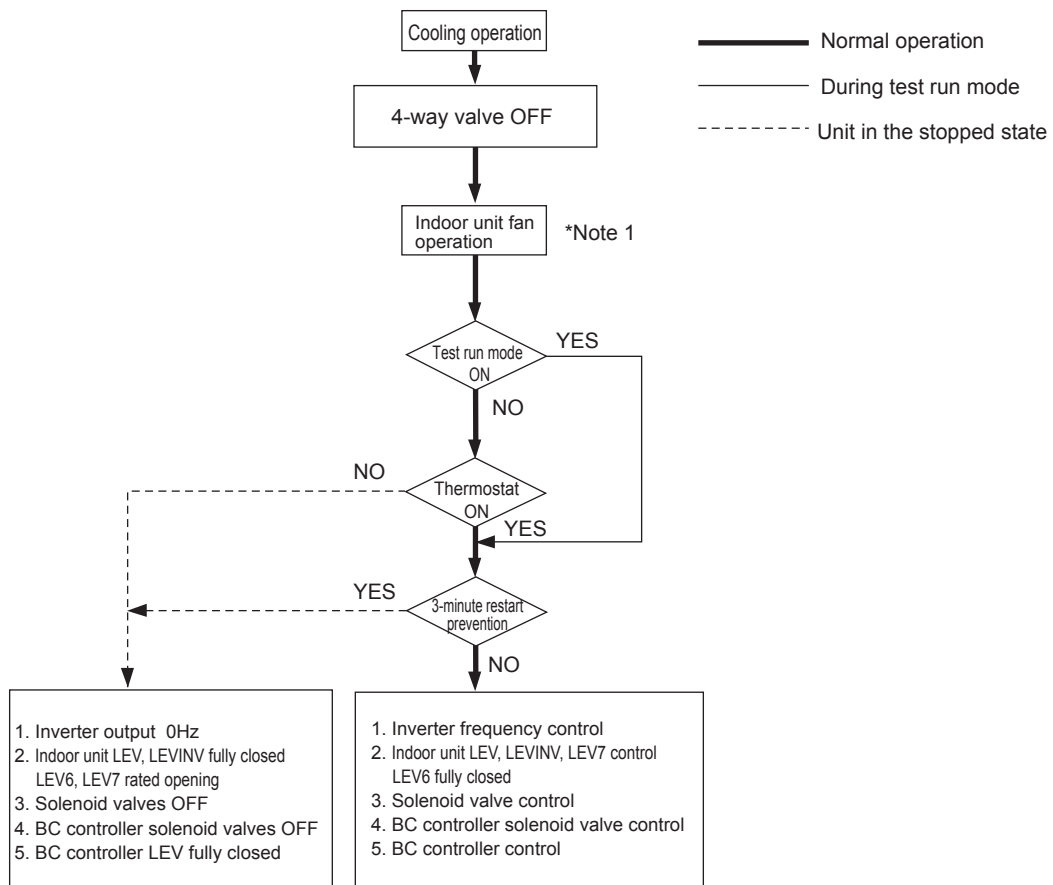 Cooling operation
Normal operation
During test run mode
Unit in the stopped state
4-way valve OFF
Indoor unit fan
operation
*Note 1
Test run mode
ON
YES
NO
Thermostat
ON
NO
YES
3-minute restart
prevention
YES
NO
1. Inverter output 0Hz
2. Indoor unit LEV, LEVINV fully closed
LEV6, LEV7 rated opening
3. Solenoid valves OFF
4. BC controller solenoid valves OFF
5. BC controller LEV fully closed
1. Inverter frequency control
2. Indoor unit LEV, LEVINV, LEV7 control
LEV6 fully closed
3. Solenoid valve control
4. BC controller solenoid valve control
5. BC controller control